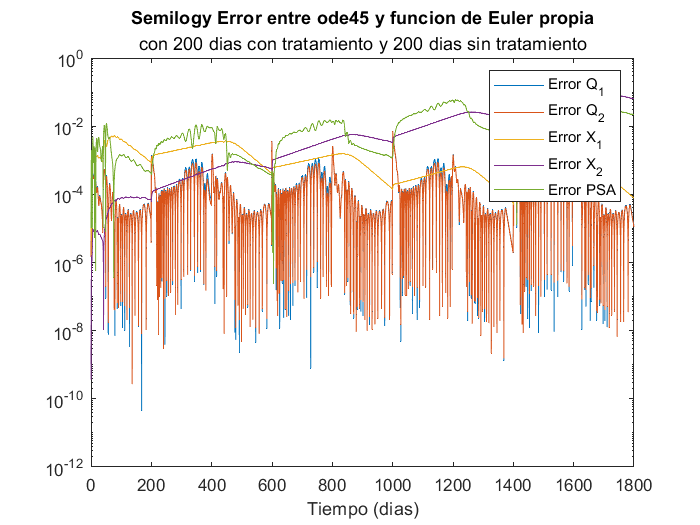 Semilogy Error entre ode45 y funcion de Euler propia
con 200 dias con tratamiento y 200 dias sin tratamiento
10^0
10^-2
10^-4
10^-6
10^-8
10^-10
10^-12
Error Q_1
Error Q_2
Error X_1
Error X_2
Error PSA
0 200 400 600 800 1000 1200 1400 1600 1800
Tiempo (dias)